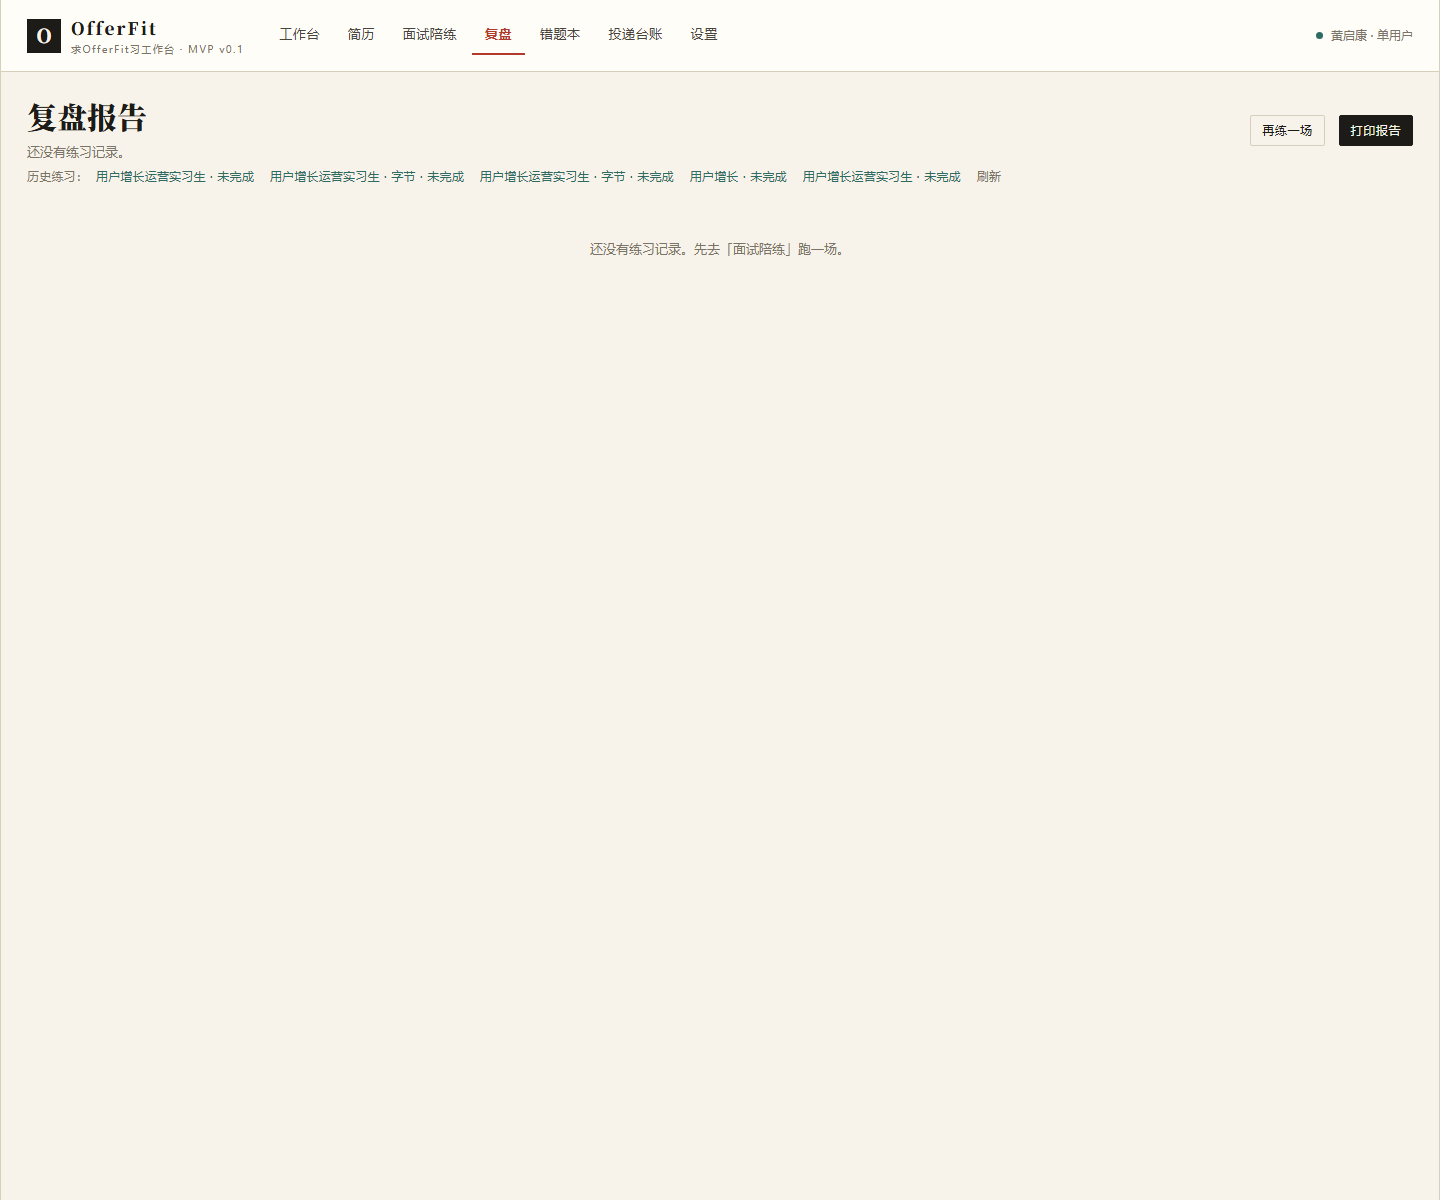 O
OfferFit
求OfferFit习工作台 · MVP v0.1
工作台 简历 面试陪练 复盘 错题本 投递台账 设置
黄启康 · 单用户
复盘报告
还没有练习记录。
再练一场 打印报告
历史练习: 用户增长运营实习生 · 未完成 用户增长运营实习生 · 字节 · 未完成 用户增长运营实习生 · 字节 · 未完成 用户增长 · 未完成 用户增长运营实习生 · 未完成 刷新
还没有练习记录。先去「面试陪练」跑一场。